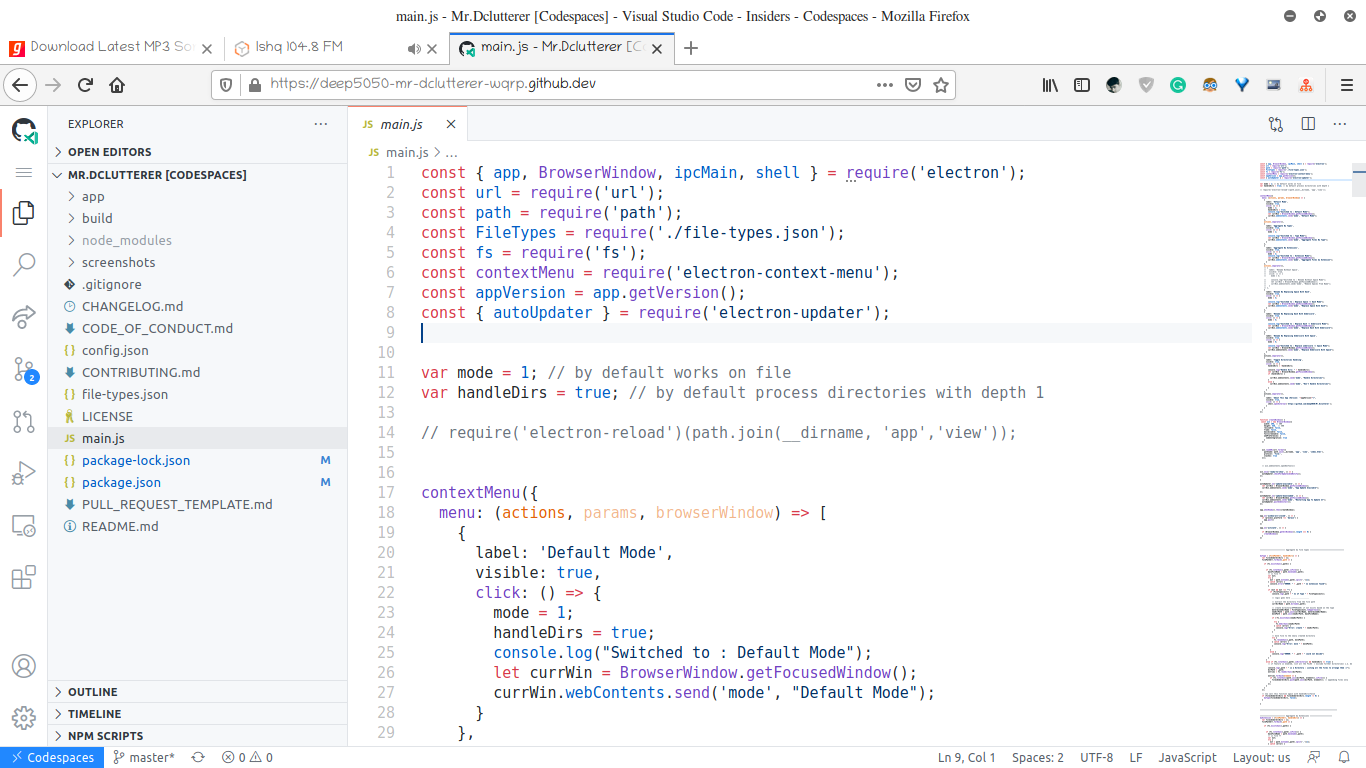 main.js - Mr.Dclutterer [Codespaces] - Visual Studio Code - Insiders - Codespaces - Mozilla Firefox
Download Latest MP3 So
Ishq 104.8 FM
main.js - Mr.Dclutterer [C
https://deep5050-mr-dclutterer-wqrp.github.dev
EXPLORER
OPEN EDITORS
MR.DCLUTTERER [CODESPACES]
app
build
node_modules
screenshots
.gitignore
CHANGELOG.md
CODE_OF_CONDUCT.md
config.json
CONTRIBUTING.md
file-types.json
LICENSE
JS main.js
package-lock.json M
package.json M
PULL_REQUEST_TEMPLATE.md
README.md
OUTLINE
TIMELINE
NPM SCRIPTS
2
JS main.js
JS main.js > ...
1 const { app, BrowserWindow, ipcMain, shell } = require('electron');
2 const url = require('url');
3 const path = require('path');
4 const FileTypes = require('./file-types.json');
5 const fs = require('fs');
6 const contextMenu = require('electron-context-menu');
7 const appVersion = app.getVersion();
8 const { autoUpdater } = require('electron-updater');
9
10
11 var mode = 1; // by default works on file
12 var handleDirs = true; // by default process directories with depth 1
13
14 // require('electron-reload')(path.join(__dirname, 'app','view'));
15
16
17 contextMenu({
18 menu: (actions, params, browserWindow) => [
19 {
20 label: 'Default Mode',
21 visible: true,
22 click: () => {
23 mode = 1;
24 handleDirs = true;
25 console.log("Switched to : Default Mode");
26 let currWin = BrowserWindow.getFocusedWindow();
27 currWin.webContents.send('mode', "Default Mode");
28 }
29 },
Codespaces master* 0 0 Ln 9, Col 1 Spaces: 2 UTF-8 LF JavaScript Layout: us